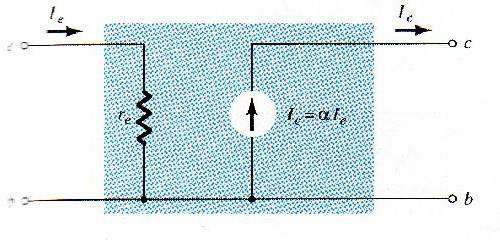 I_e
I_c
c
r_e
I_c = αI_e
b